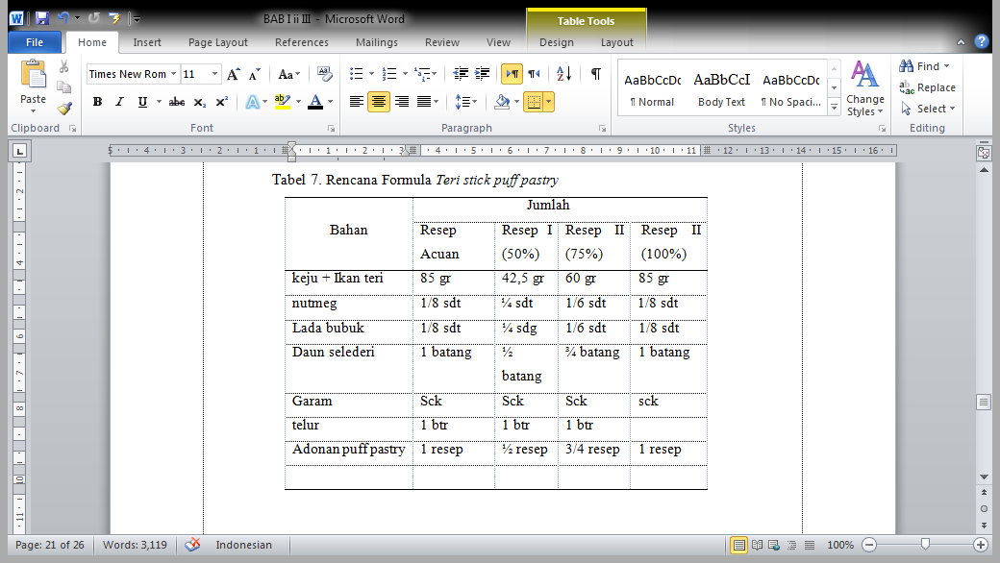 BAB I ii III - Microsoft Word
Table Tools
File Home Insert Page Layout References Mailings Review View Design Layout
Paste
Times New Rom 11
AaBbCcDc AaBbCcI AaBbCcDc
¶ Normal Body Text ¶ No Spaci...
Change Styles
Find
Replace
Select
Clipboard Font Paragraph Styles Editing
Tabel 7. Rencana Formula Teri stick puff pastry
Bahan Jumlah
Resep Acuan Resep I (50%) Resep II (75%) Resep II (100%)
keju + Ikan teri 85 gr 42,5 gr 60 gr 85 gr
nutmeg 1/8 sdt ¼ sdt 1/6 sdt 1/8 sdt
Lada bubuk 1/8 sdt ¼ sdg 1/6 sdt 1/8 sdt
Daun selederi 1 batang ½ batang ¾ batang 1 batang
Garam Sck Sck Sck sck
telur 1 btr 1 btr 1 btr
Adonan puff pastry 1 resep ½ resep 3/4 resep 1 resep
Page: 21 of 26 Words: 3,119 Indonesian 100%